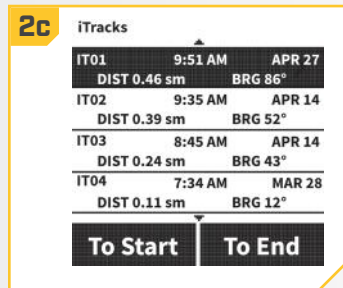 2c
iTracks
IT01 9:51 AM APR 27
DIST 0.46 sm BRG 86°
IT02 9:35 AM APR 14
DIST 0.39 sm BRG 52°
IT03 8:45 AM APR 14
DIST 0.24 sm BRG 43°
IT04 7:34 AM MAR 28
DIST 0.11 sm BRG 12°
To Start To End